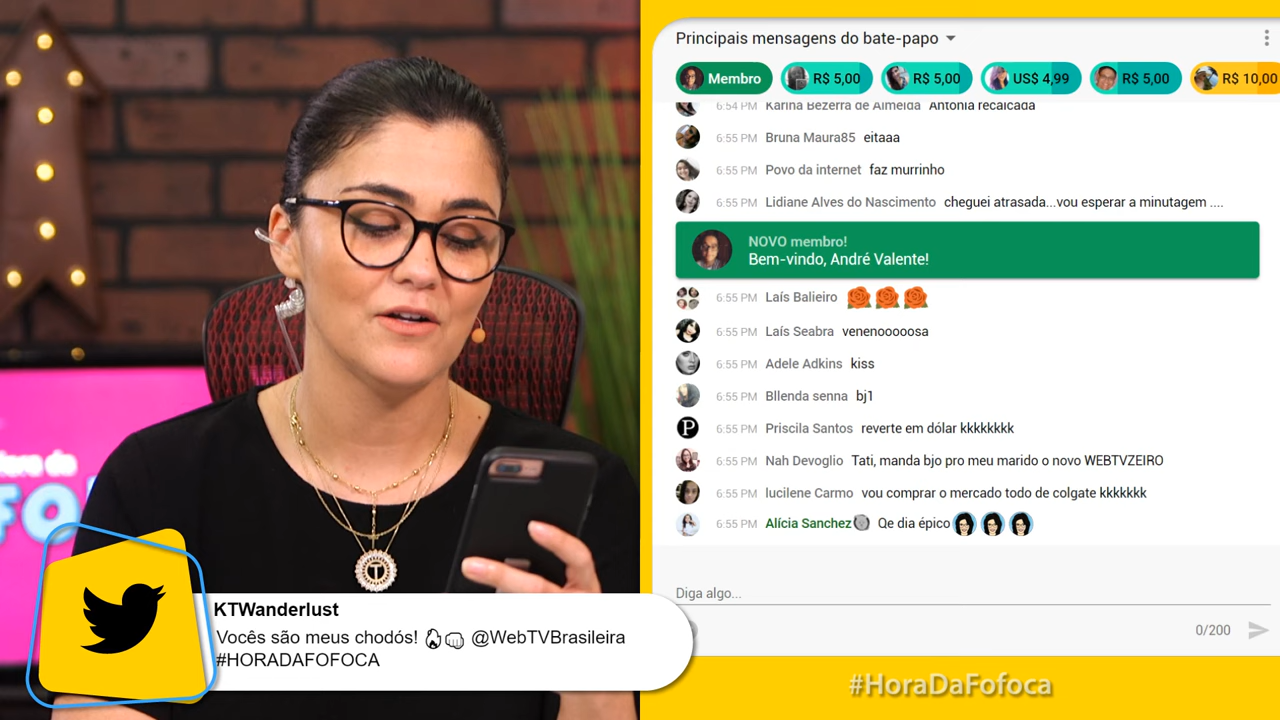 Principais mensagens do bate-papo
Membro R$ 5,00 R$ 5,00 US$ 4,99 R$ 5,00 R$ 10,00
6:54 PM Karina Bezerra de Almeida Antonia recalcada
6:55 PM Bruna Maura85 eitaaa
6:55 PM Povo da internet faz murrinho
6:55 PM Lidiane Alves do Nascimento cheguei atrasada...vou esperar a minutagem ....
NOVO membro!
Bem-vindo, André Valente!
6:55 PM Laís Balieiro
6:55 PM Laís Seabra venenooooosa
6:55 PM Adele Adkins kiss
6:55 PM Bllenda senna bj1
P 6:55 PM Priscila Santos reverte em dólar kkkkkkkk
6:55 PM Nah Devoglio Tati, manda bjo pro meu marido o novo WEBTVZEIRO
6:55 PM lucilene Carmo vou comprar o mercado todo de colgate kkkkkkk
6:55 PM Alícia Sanchez Qe dia épico
Diga algo...
0/200
#HoraDaFofoca
T
KTWanderlust
Vocês são meus chodós! @WebTVBrasileira
#HORADAFOFOCA